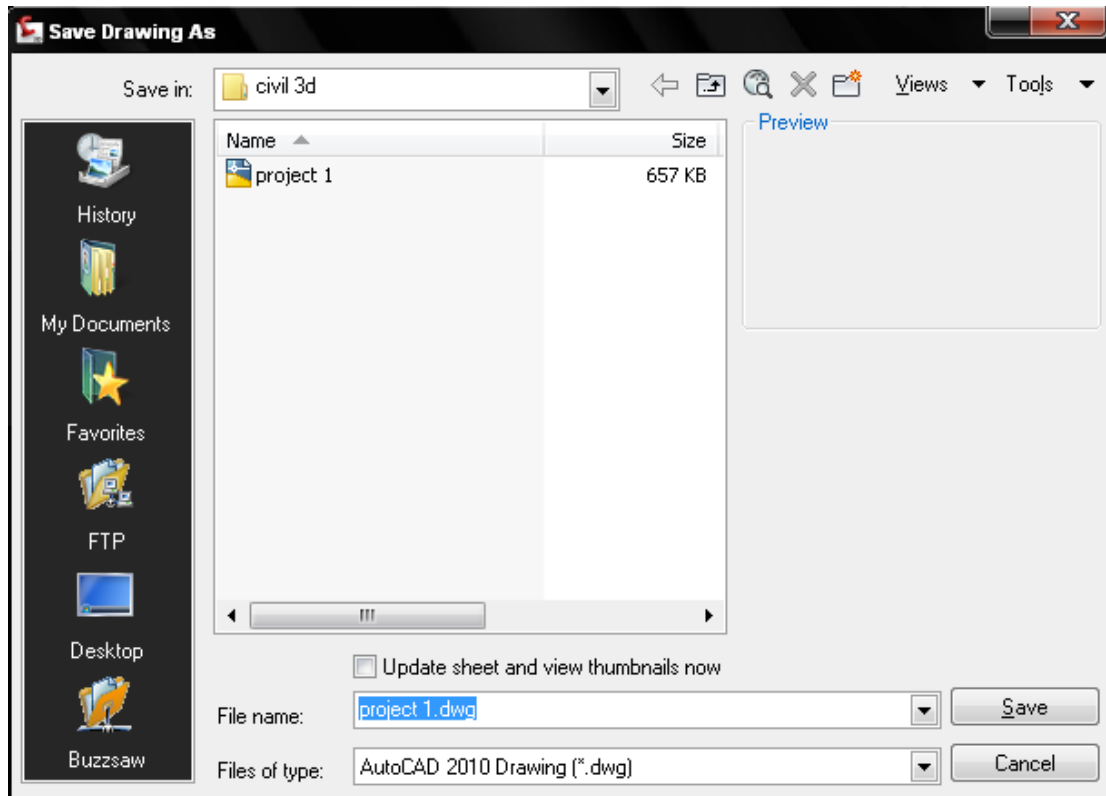 Save Drawing As
Save in: civil 3d Views Tools
Name Size Preview
project 1 657 KB
History
My Documents
Favorites
FTP
Desktop
Buzzsaw
Update sheet and view thumbnails now
File name: project 1.dwg Save
Files of type: AutoCAD 2010 Drawing (*.dwg) Cancel